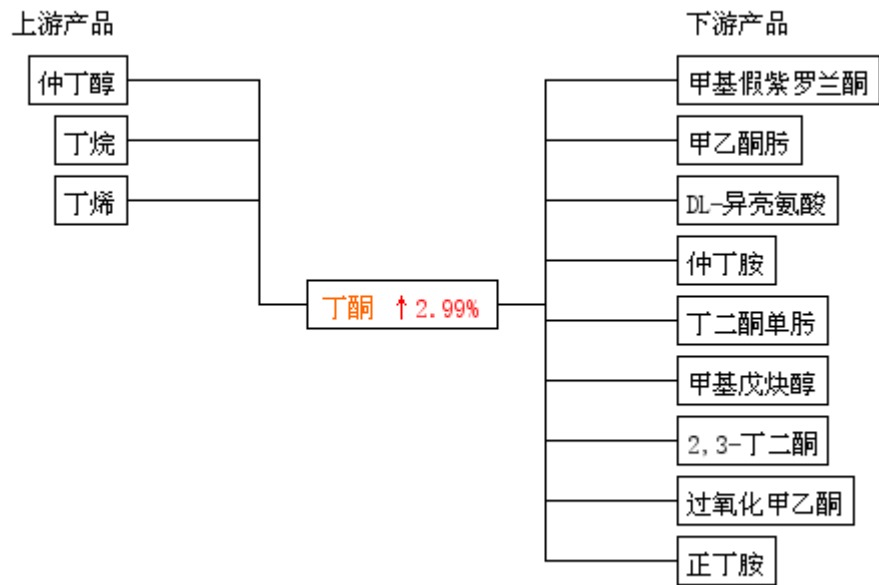 上游产品
仲丁醇
丁烷
丁烯
丁酮 ↑2.99%
下游产品
甲基假紫罗兰酮
甲乙酮肟
DL-异亮氨酸
仲丁胺
丁二酮单肟
甲基戊炔醇
2,3-丁二酮
过氧化甲乙酮
正丁胺